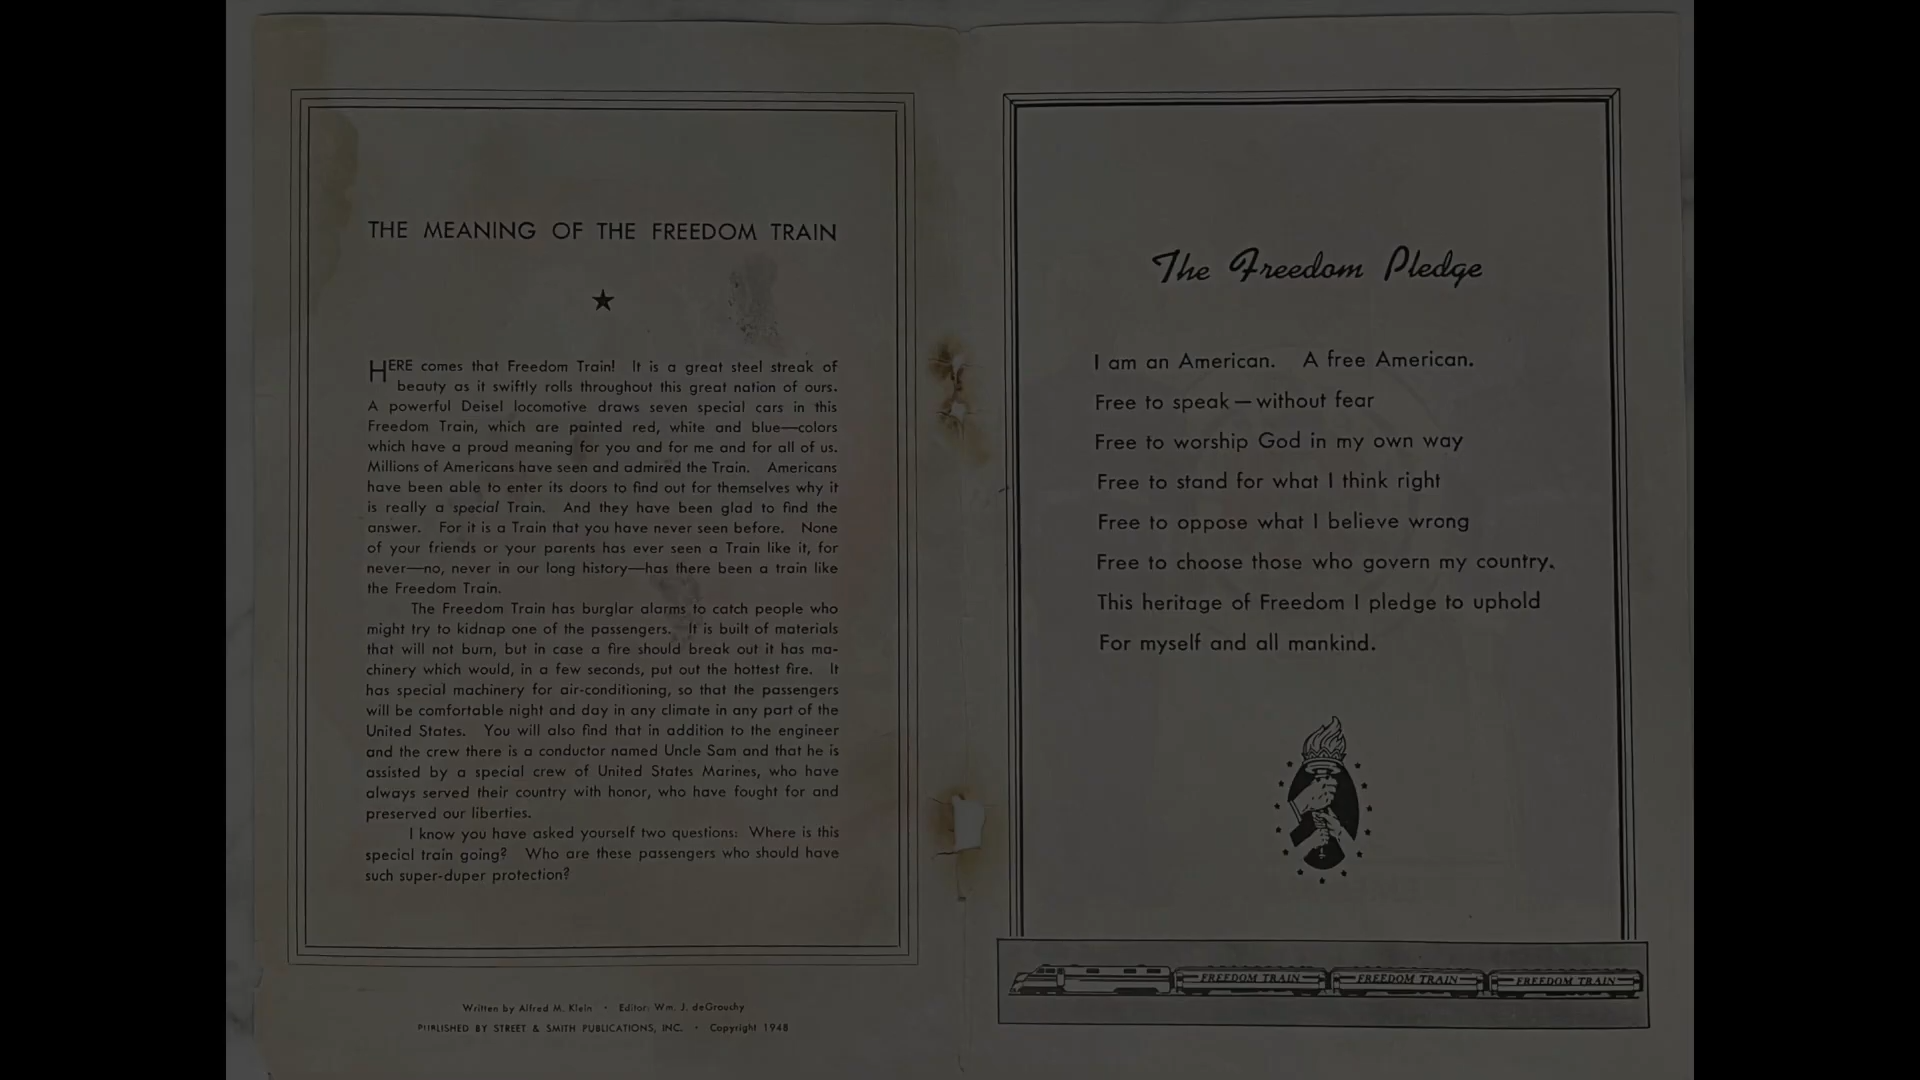 THE MEANING OF THE FREEDOM TRAIN
HERE comes that Freedom Train! It is a great steel streak of
beauty as it swiftly rolls throughout this great nation of ours.
A powerful Deisel locomotive draws seven special cars in this
Freedom Train, which are painted red, white and blue—colors
which have a proud meaning for you and for me and for all of us.
Millions of Americans have seen and admired the Train. Americans
have been able to enter its doors to find out for themselves why it
is really a special Train. And they have been glad to find the
answer. For it is a Train that you have never seen before. None
of your friends or your parents has ever seen a Train like it, for
never—no, never in our long history—has there been a train like
the Freedom Train.
The Freedom Train has burglar alarms to catch people who
might try to kidnap one of the passengers. It is built of materials
that will not burn, but in case a fire should break out it has ma-
chinery which would, in a few seconds, put out the hottest fire. It
has special machinery for air-conditioning, so that the passengers
will be comfortable night and day in any climate in any part of the
United States. You will also find that in addition to the engineer
and the crew there is a conductor named Uncle Sam and that he is
assisted by a special crew of United States Marines, who have
always served their country with honor, who have fought for and
preserved our liberties.
I know you have asked yourself two questions: Where is this
special train going? Who are these passengers who should have
such super-duper protection?
Written by Alfred M. Klein • Editor: Wm. J. deGrouchy
PUBLISHED BY STREET & SMITH PUBLICATIONS, INC. • Copyright 1948
The Freedom Pledge
I am an American. A free American.
Free to speak — without fear
Free to worship God in my own way
Free to stand for what I think right
Free to oppose what I believe wrong
Free to choose those who govern my country.
This heritage of Freedom I pledge to uphold
For myself and all mankind.
FREEDOM TRAIN FREEDOM TRAIN FREEDOM TRAIN